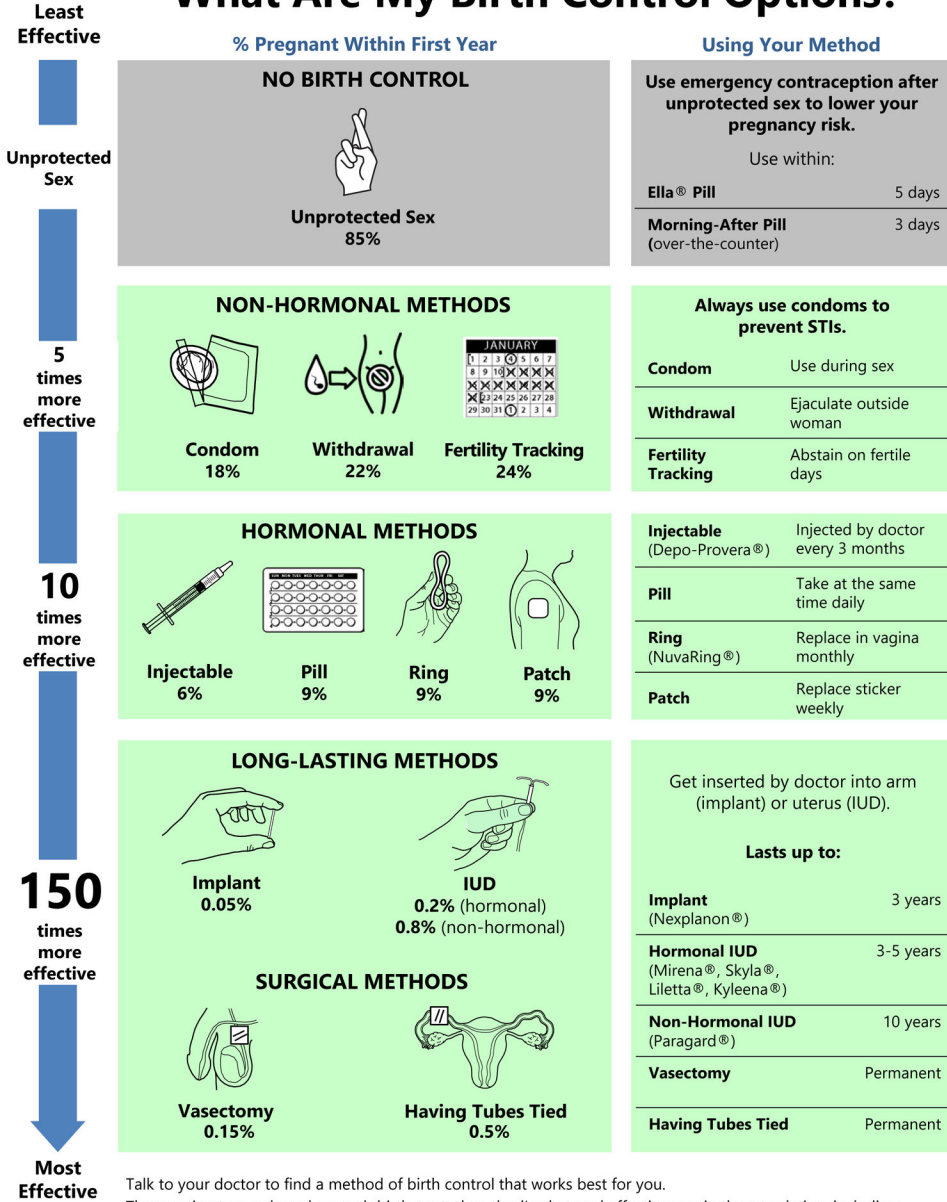 What Are My Birth Control Options?
Least
Effective
% Pregnant Within First Year
Using Your Method
NO BIRTH CONTROL
Unprotected Sex
85%
Use emergency contraception after
unprotected sex to lower your
pregnancy risk.
Use within:
Ella® Pill 5 days
Morning-After Pill 3 days
(over-the-counter)
Unprotected
Sex
NON-HORMONAL METHODS
JANUARY
1 2 3 4 5 6 7
8 9 10
23 24 25 26 27 28
29 30 31 1 2 3 4
Condom
18%
Withdrawal
22%
Fertility Tracking
24%
Always use condoms to
prevent STIs.
Condom Use during sex
Withdrawal Ejaculate outside
woman
Fertility Abstain on fertile
Tracking days
5
times
more
effective
HORMONAL METHODS
SUN MON TUES WED THUR FRI SAT
Injectable
6%
Pill
9%
Ring
9%
Patch
9%
Injectable Injected by doctor
(Depo-Provera®) every 3 months
Pill Take at the same
time daily
Ring Replace in vagina
(NuvaRing®) monthly
Patch Replace sticker
weekly
10
times
more
effective
LONG-LASTING METHODS
Implant
0.05%
IUD
0.2% (hormonal)
0.8% (non-hormonal)
SURGICAL METHODS
Vasectomy
0.15%
Having Tubes Tied
0.5%
Get inserted by doctor into arm
(implant) or uterus (IUD).
Lasts up to:
Implant 3 years
(Nexplanon®)
Hormonal IUD 3-5 years
(Mirena®, Skyla®,
Liletta®, Kyleena®)
Non-Hormonal IUD 10 years
(Paragard®)
Vasectomy Permanent
Having Tubes Tied Permanent
150
times
more
effective
Most
Effective
Talk to your doctor to find a method of birth control that works best for you.